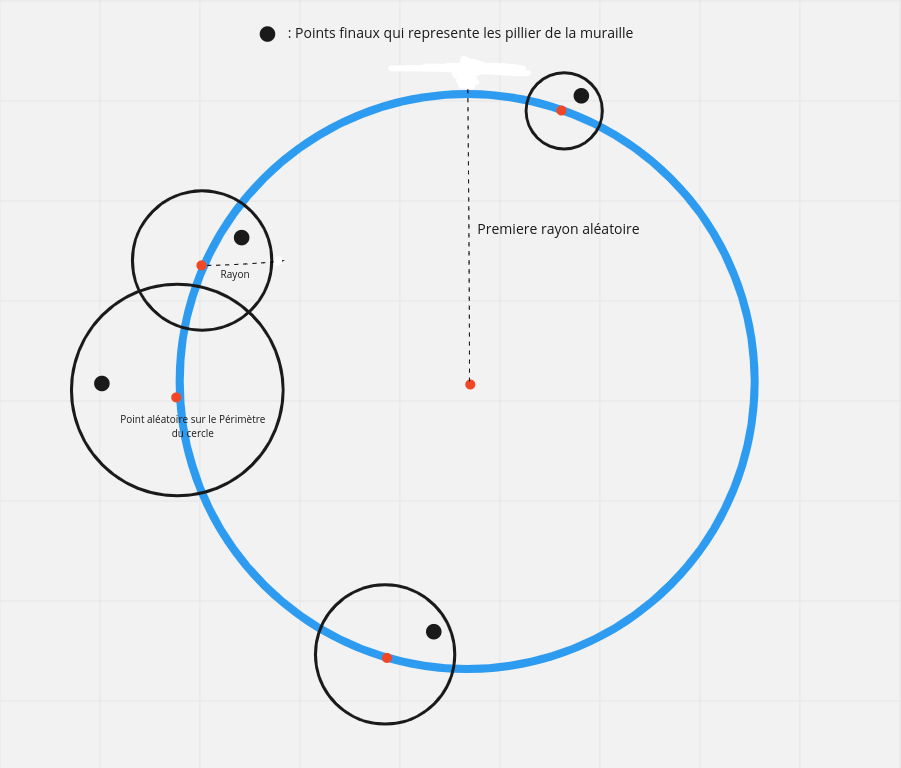 : Points finaux qui represente les pillier de la muraille
Premiere rayon aléatoire
Rayon
Point aléatoire sur le Périmètre
du cercle